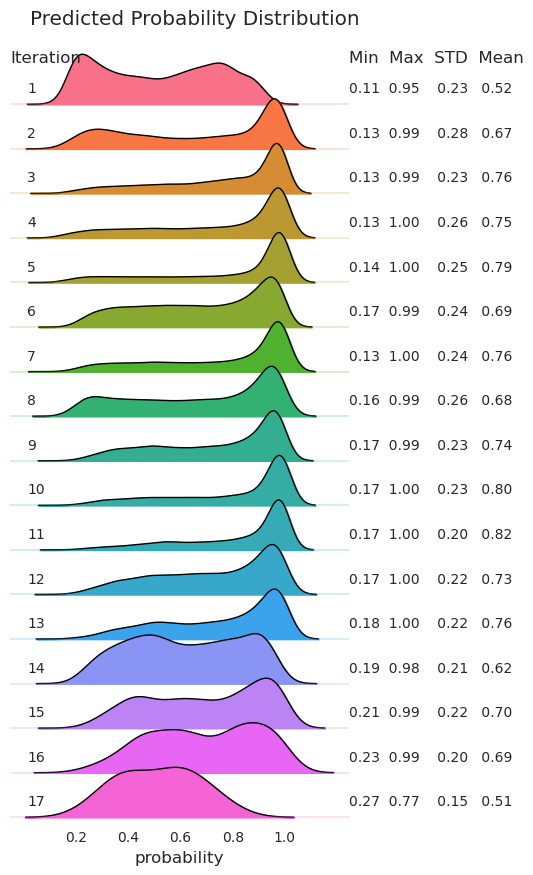 Predicted Probability Distribution
Iteration Min Max STD Mean
1 0.11 0.95 0.23 0.52
2 0.13 0.99 0.28 0.67
3 0.13 0.99 0.23 0.76
4 0.13 1.00 0.26 0.75
5 0.14 1.00 0.25 0.79
6 0.17 0.99 0.24 0.69
7 0.13 1.00 0.24 0.76
8 0.16 0.99 0.26 0.68
9 0.17 0.99 0.23 0.74
10 0.17 1.00 0.23 0.80
11 0.17 1.00 0.20 0.82
12 0.17 1.00 0.22 0.73
13 0.18 1.00 0.22 0.76
14 0.19 0.98 0.21 0.62
15 0.21 0.99 0.22 0.70
16 0.23 0.99 0.20 0.69
17 0.27 0.77 0.15 0.51
0.2 0.4 0.6 0.8 1.0
probability